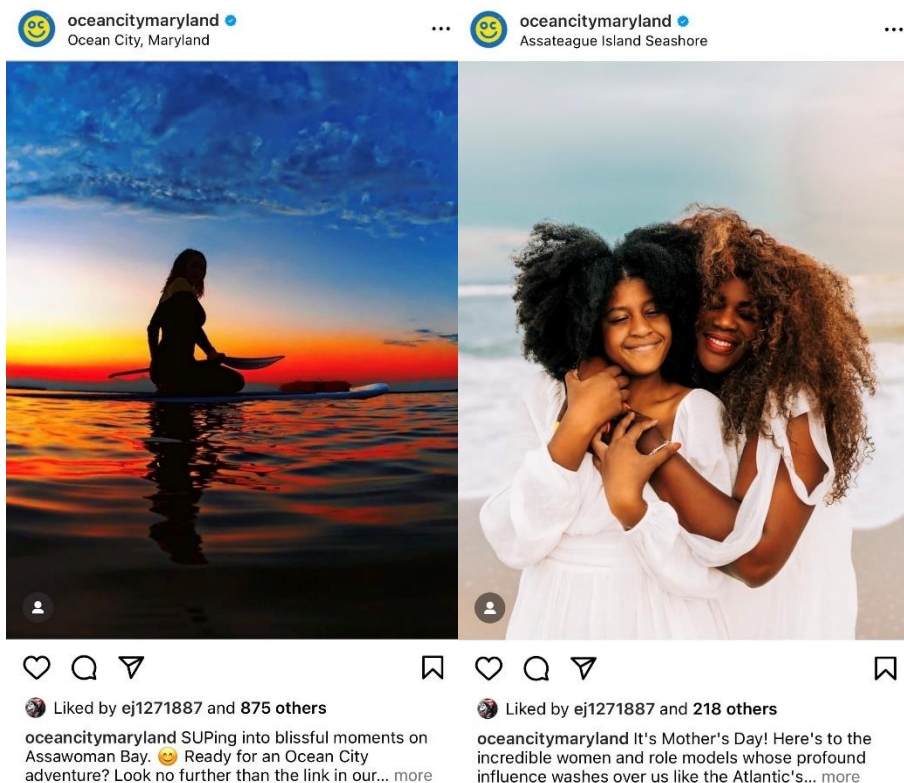 oceancitymaryland
Ocean City, Maryland
Liked by ej1271887 and 875 others
oceancitymaryland SUPing into blissful moments on
Assawoman Bay. 😊 Ready for an Ocean City
adventure? Look no further than the link in our... more
oceancitymaryland
Assateague Island Seashore
Liked by ej1271887 and 218 others
oceancitymaryland It's Mother's Day! Here's to the
incredible women and role models whose profound
influence washes over us like the Atlantic's... more